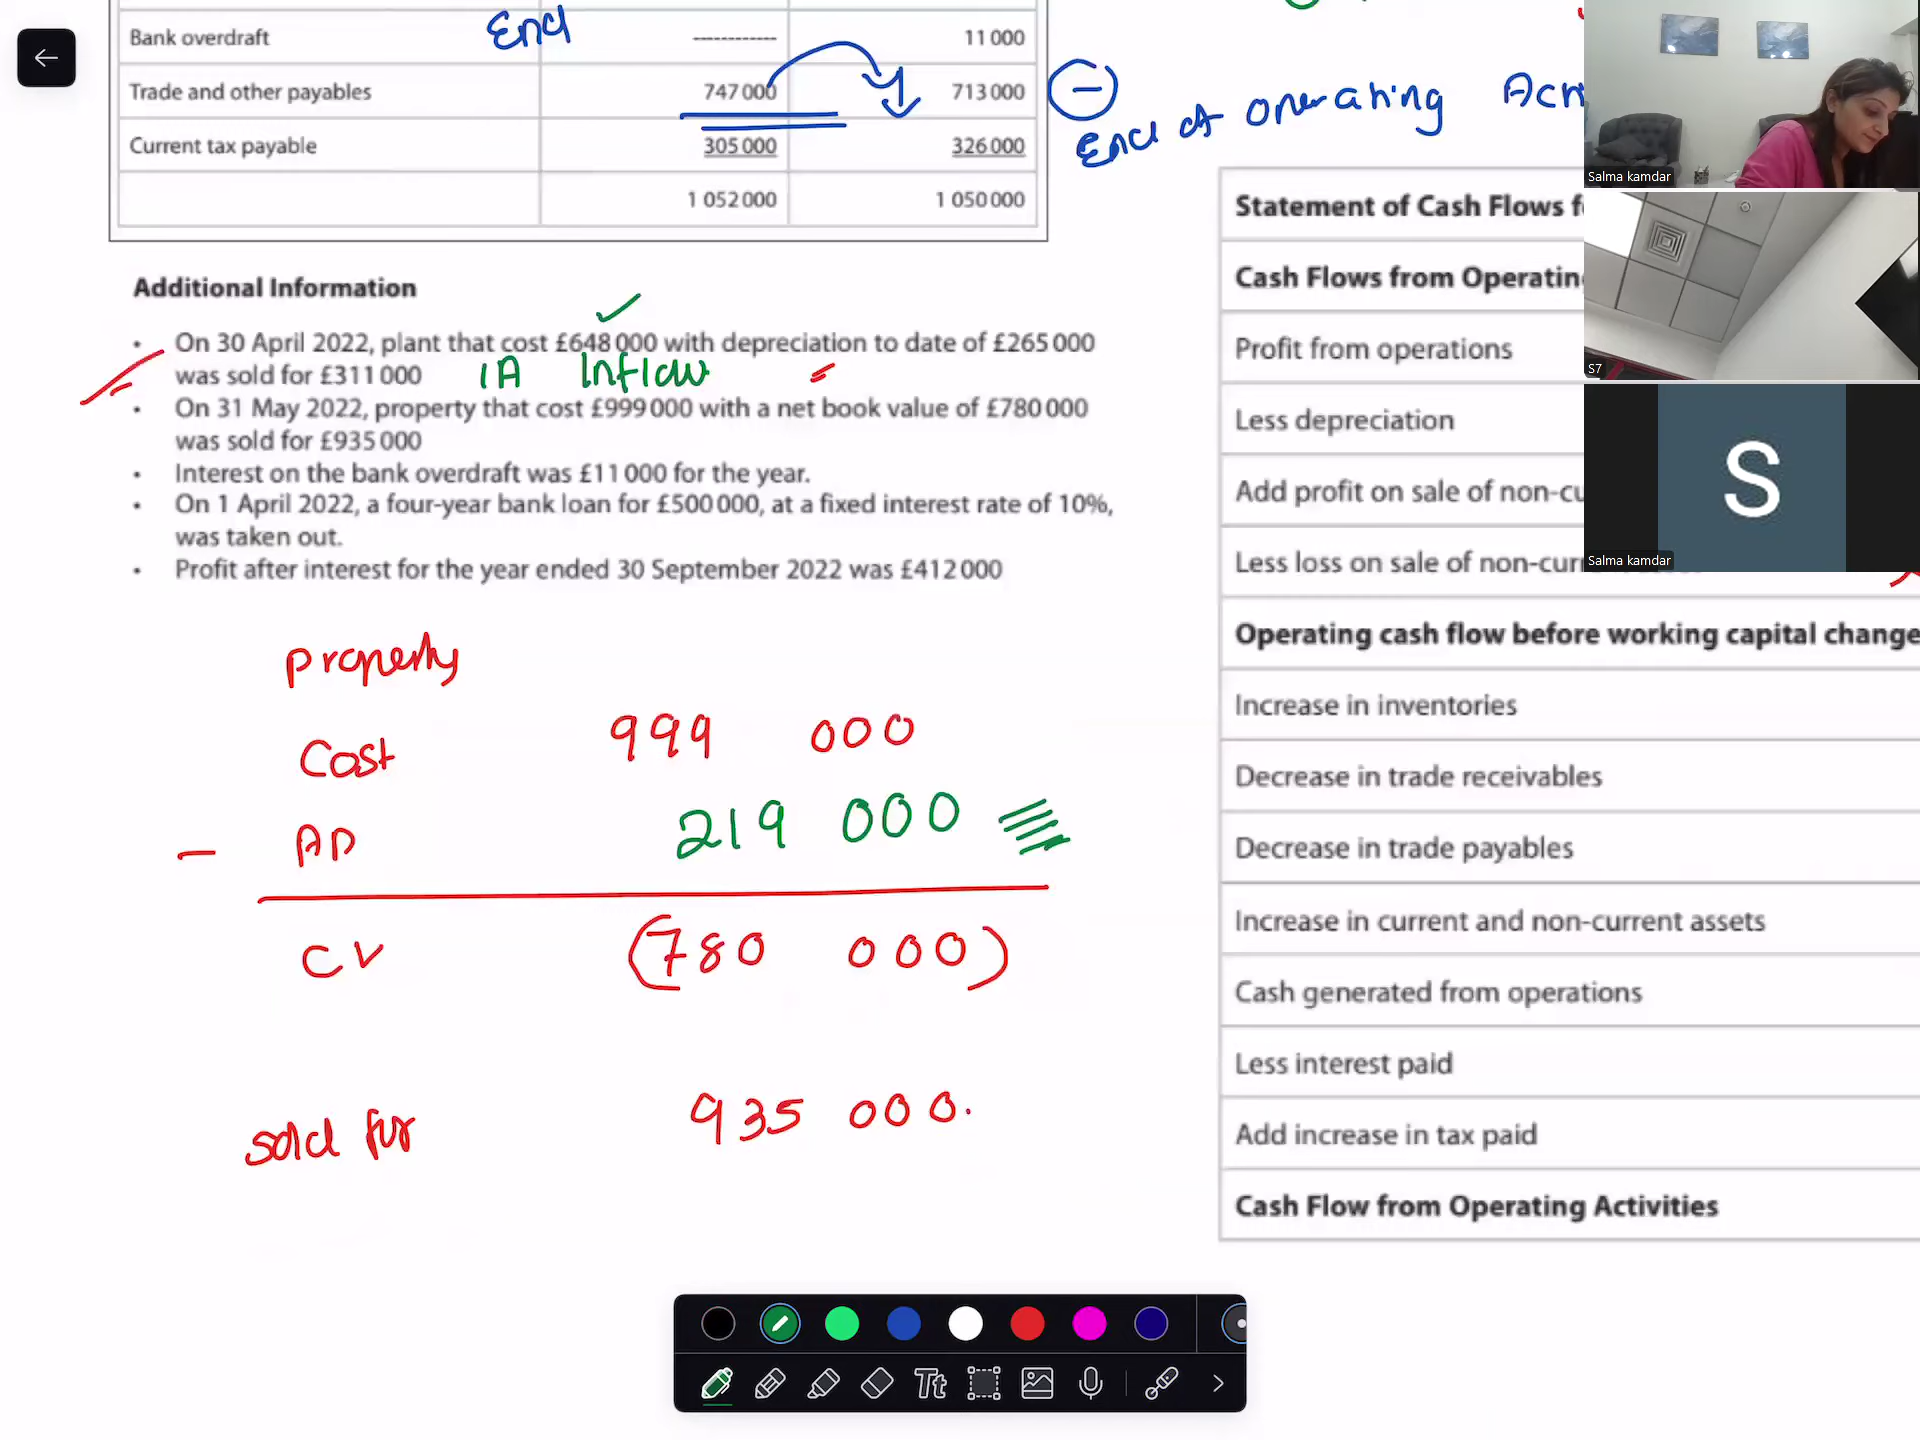 Bank overdraft End ------------ 11 000
Trade and other payables 747 000 713 000 −
End of operating
Current tax payable 305 000 326 000
1 052 000 1 050 000
Additional Information
• On 30 April 2022, plant that cost £648 000 with depreciation to date of £265 000
was sold for £311 000 IA Inflow
• On 31 May 2022, property that cost £999 000 with a net book value of £780 000
was sold for £935 000
• Interest on the bank overdraft was £11 000 for the year.
• On 1 April 2022, a four-year bank loan for £500 000, at a fixed interest rate of 10%,
was taken out.
• Profit after interest for the year ended 30 September 2022 was £412 000
Property
Cost 999 000
− AD 219 000
CV (780 000)
sold for 935 000.
Statement of Cash Flows f
Cash Flows from Operatin
Profit from operations
Less depreciation
Add profit on sale of non-cu
Less loss on sale of non-curr
Operating cash flow before working capital change
Increase in inventories
Decrease in trade receivables
Decrease in trade payables
Increase in current and non-current assets
Cash generated from operations
Less interest paid
Add increase in tax paid
Cash Flow from Operating Activities
Salma kamdar
S7
S
Salma kamdar
Tt